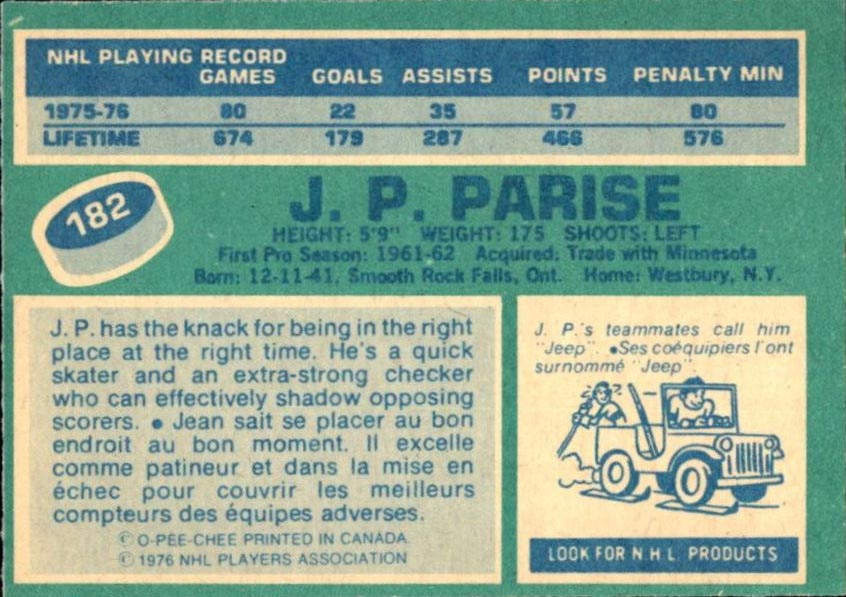 NHL PLAYING RECORD
GAMES GOALS ASSISTS POINTS PENALTY MIN
1975-76 80 22 35 57 80
LIFETIME 674 179 287 466 576
182
J. P. PARISE
HEIGHT: 5'9" WEIGHT: 175 SHOOTS: LEFT
First Pro Season: 1961-62 Acquired: Trade with Minnesota
Born: 12-11-41, Smooth Rock Falls, Ont. Home: Westbury, N.Y.
J. P. has the knack for being in the right
place at the right time. He's a quick
skater and an extra-strong checker
who can effectively shadow opposing
scorers. • Jean sait se placer au bon
endroit au bon moment. Il excelle
comme patineur et dans la mise en
échec pour couvrir les meilleurs
compteurs des équipes adverses.
© O-PEE-CHEE PRINTED IN CANADA
© 1976 NHL PLAYERS ASSOCIATION
J. P.'s teammates call him
"Jeep". •Ses coéquipiers l'ont
surnommé "Jeep".
LOOK FOR N H L PRODUCTS